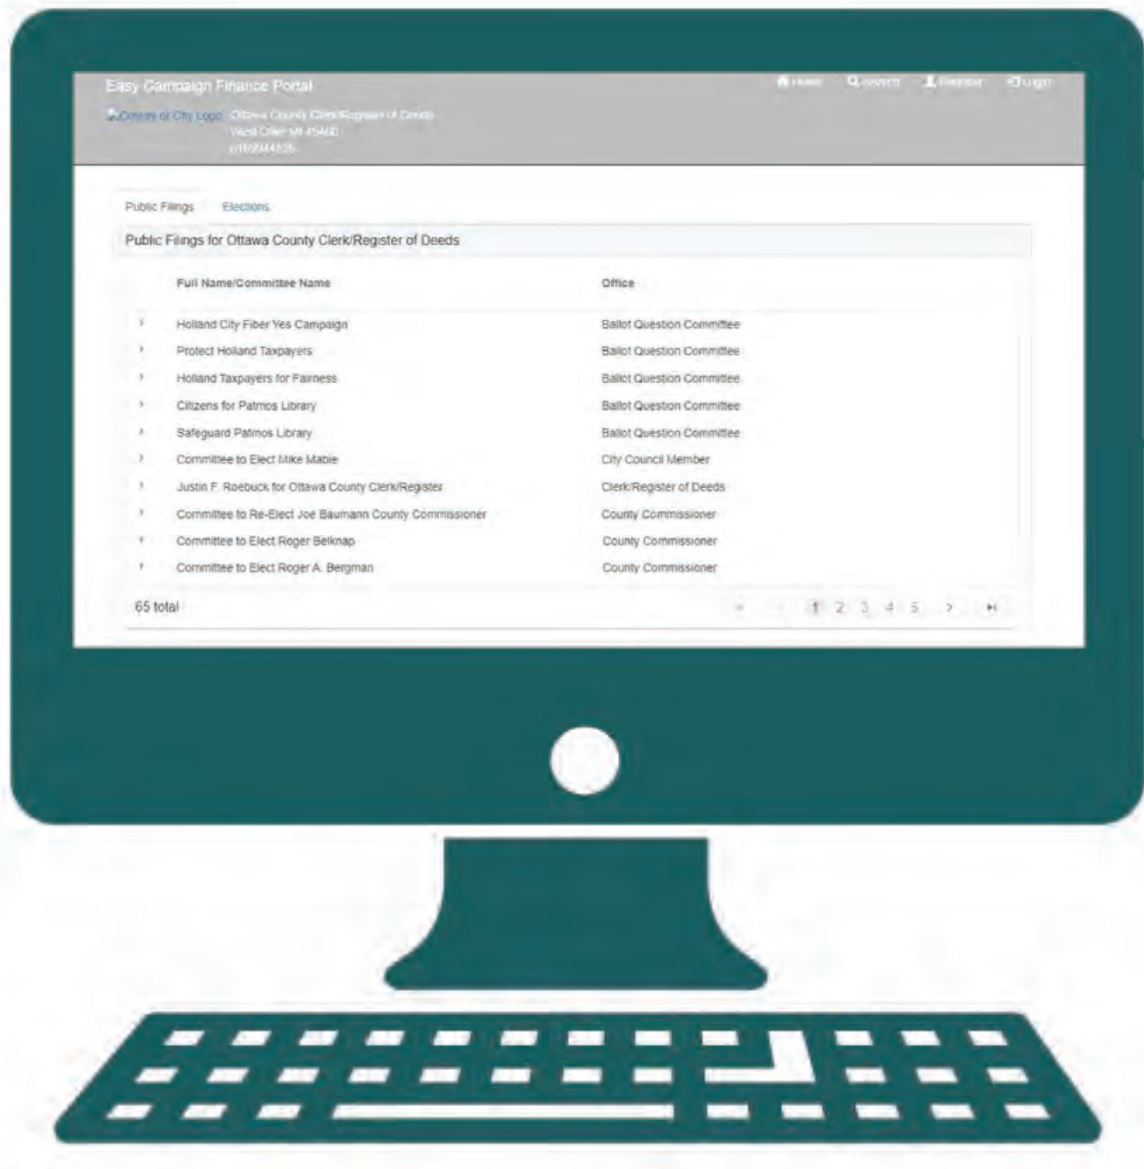 Easy Campaign Finance Portal
Home Search Register Login
County or City Logo Ottawa County Clerk/Register of Deeds
West Olive MI
Public Filings Elections
Public Filings for Ottawa County Clerk/Register of Deeds
Full Name/Committee Name Office
Holland City Fiber Yes Campaign Ballot Question Committee
Protect Holland Taxpayers Ballot Question Committee
Holland Taxpayers for Fairness Ballot Question Committee
Citizens for Patmos Library Ballot Question Committee
Safeguard Patmos Library Ballot Question Committee
Committee to Elect Mike Mabie City Council Member
Justin F. Roebuck for Ottawa County Clerk/Register Clerk/Register of Deeds
Committee to Re-Elect Joe Baumann County Commissioner County Commissioner
Committee to Elect Roger Belknap County Commissioner
Committee to Elect Roger A. Bergman County Commissioner
65 total 1 2 3 4 5